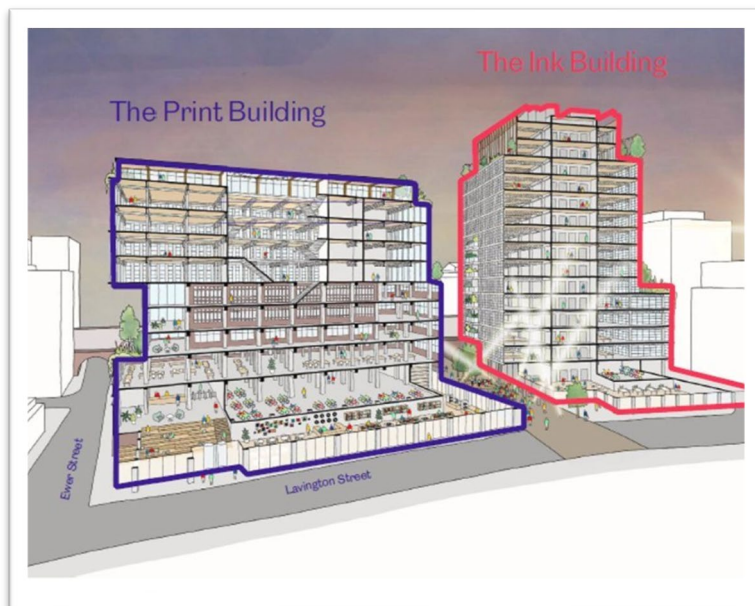 The Ink Building
The Print Building
Ewer Street
Lavington Street